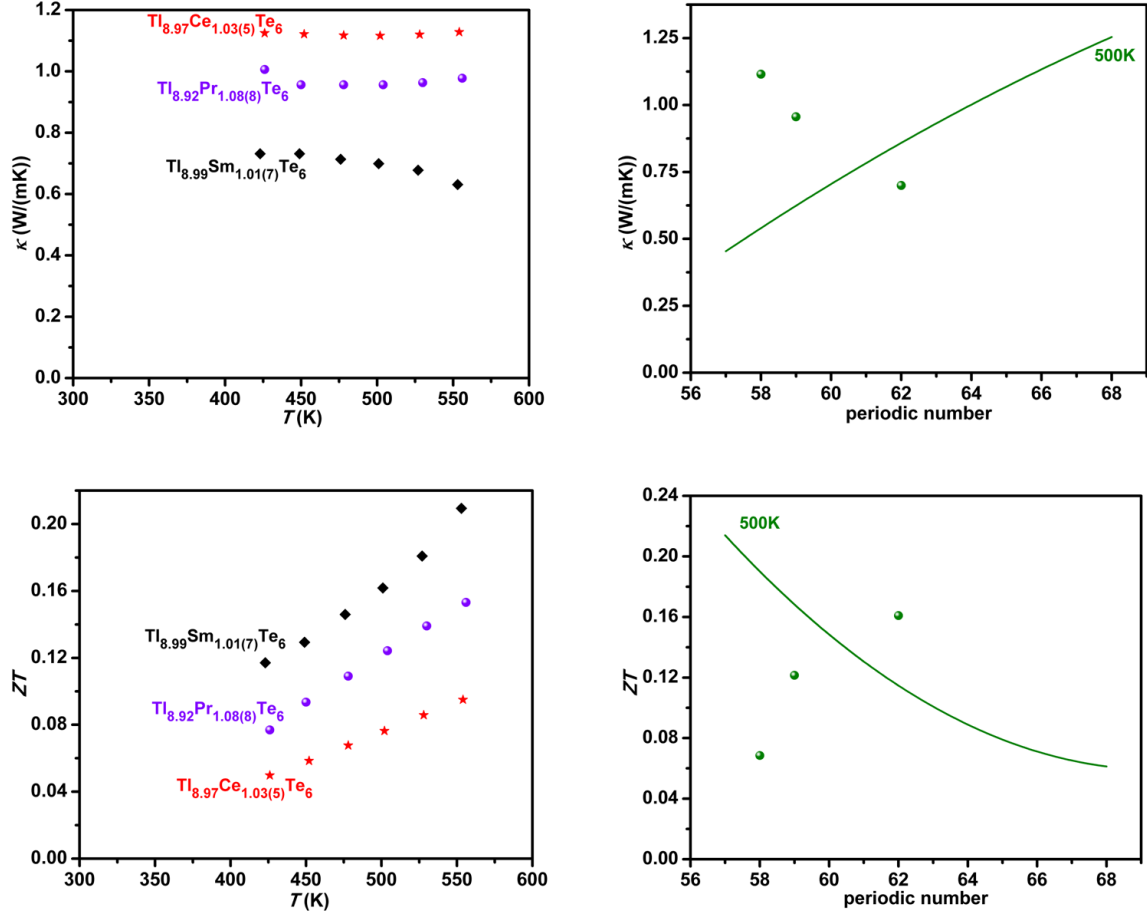 1.2
1.0
0.8
0.6
0.4
0.2
0.0
κ (W/(mK))
Tl8.97Ce1.03(5)Te6
Tl8.92Pr1.08(8)Te6
Tl8.99Sm1.01(7)Te6
300 350 400 450 500 550 600
T (K)
1.25
1.00
0.75
0.50
0.25
0.00
κ (W/(mK))
500K
56 58 60 62 64 66 68
periodic number
0.20
0.16
0.12
0.08
0.04
0.00
ZT
Tl8.99Sm1.01(7)Te6
Tl8.92Pr1.08(8)Te6
Tl8.97Ce1.03(5)Te6
300 350 400 450 500 550 600
T (K)
0.24
0.20
0.16
0.12
0.08
0.04
0.00
ZT
500K
56 58 60 62 64 66 68
periodic number